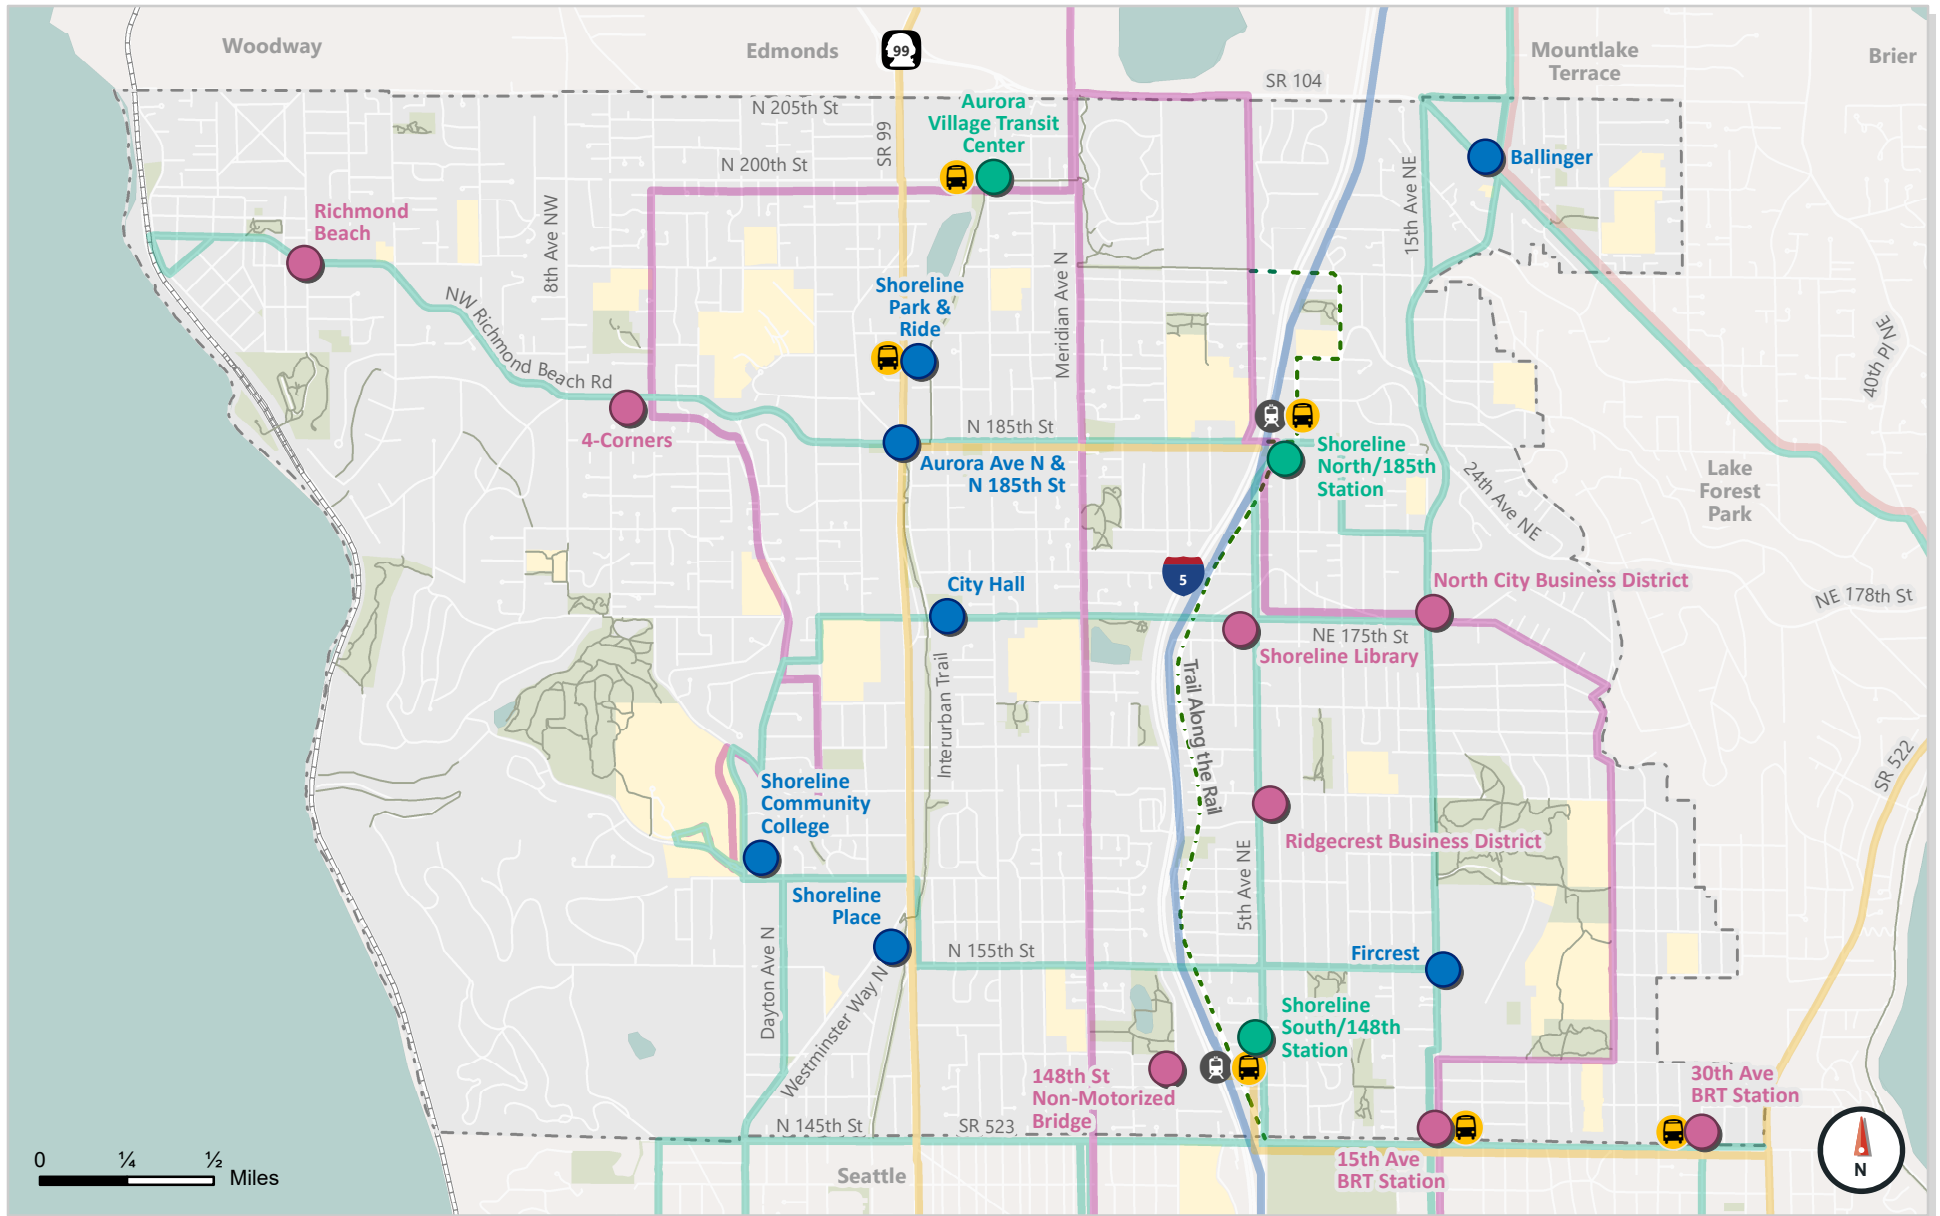 Woodway
Edmonds
99
Mountlake
Terrace
Brier
SR 104
N 205th St
SR 99
Aurora
Village Transit
Center
N 200th St
15th Ave NE
Ballinger
Richmond
Beach
8th Ave NW
Meridian Ave N
Shoreline
Park &
Ride
NW Richmond Beach Rd
40th Pl NE
4-Corners
N 185th St
Aurora Ave N &
N 185th St
Shoreline
North/185th
Station
Lake
Forest
Park
24th Ave NE
5
City Hall
North City Business District
NE 178th St
NE 175th St
Shoreline Library
Interurban Trail
Trail Along the Rail
SR 522
Shoreline
Community
College
Ridgecrest Business District
5th Ave NE
Shoreline
Place
N 155th St
Fircrest
Dayton Ave N
Westminster Way N
Shoreline
South/148th
Station
148th St
Non-Motorized
Bridge
30th Ave
BRT Station
N 145th St
SR 523
15th Ave
BRT Station
Seattle
0 ¼ ½
Miles
N